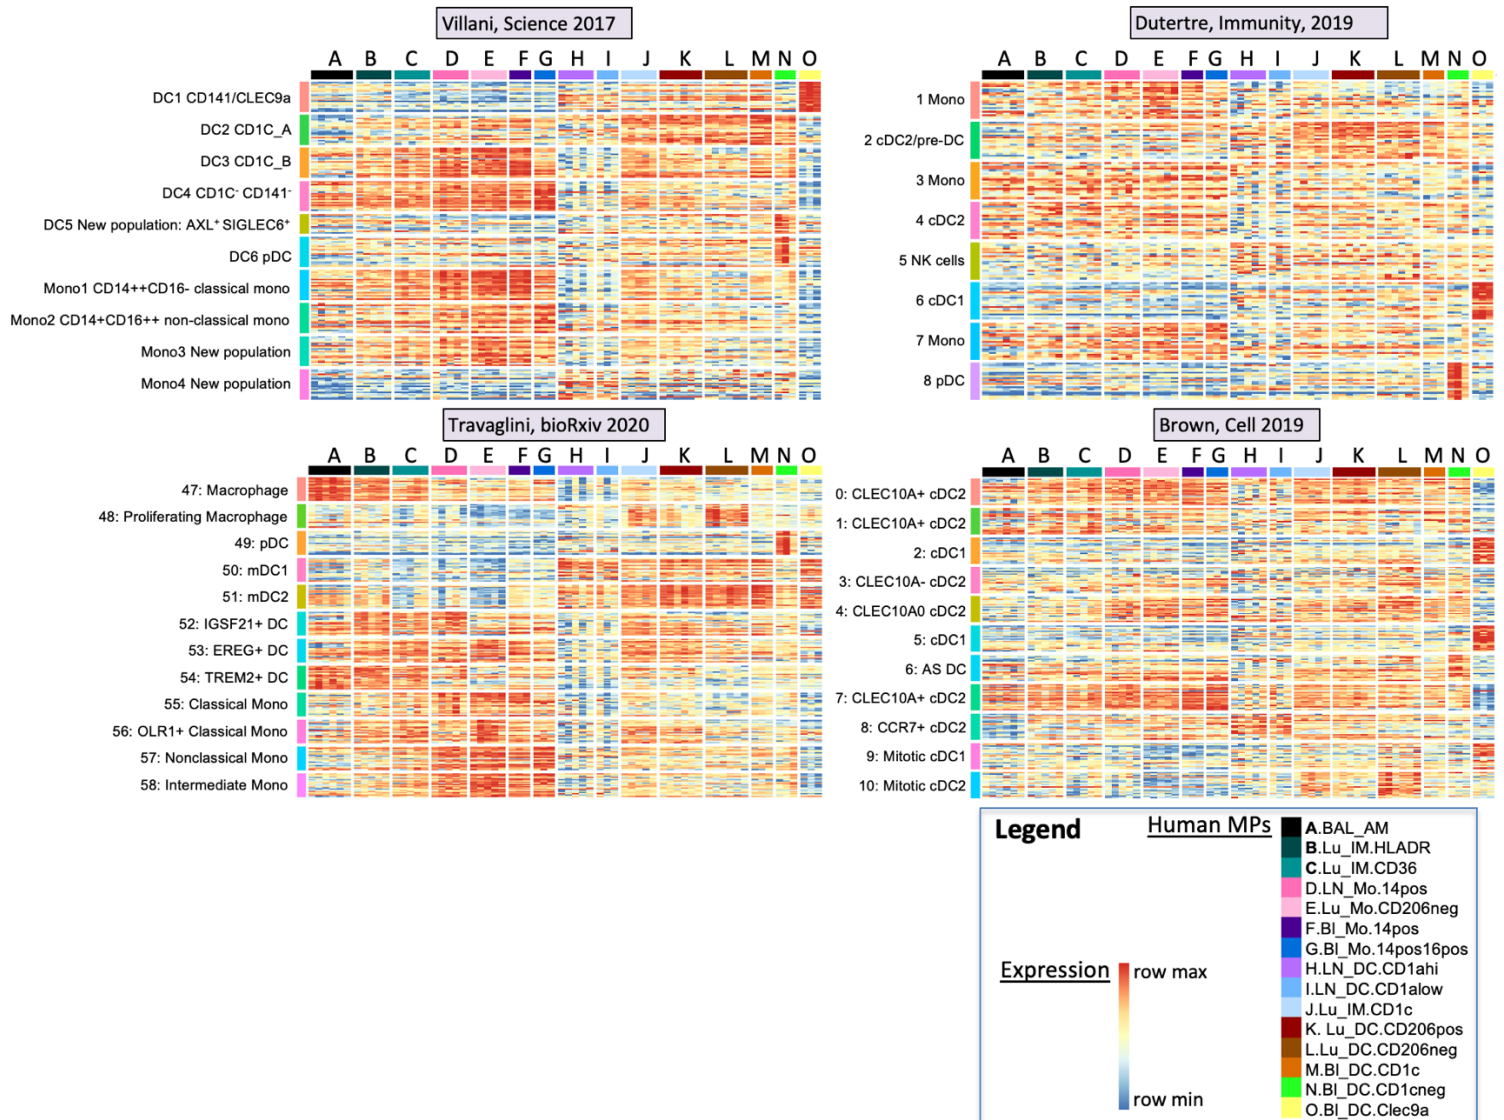 Villani, Science 2017
A B C D E F G H I J K L M N O
DC1 CD141/CLEC9a
DC2 CD1C_A
DC3 CD1C_B
DC4 CD1C- CD141-
DC5 New population: AXL+ SIGLEC6+
DC6 pDC
Mono1 CD14++CD16- classical mono
Mono2 CD14+CD16++ non-classical mono
Mono3 New population
Mono4 New population
Dutertre, Immunity, 2019
A B C D E F G H I J K L M N O
1 Mono
2 cDC2/pre-DC
3 Mono
4 cDC2
5 NK cells
6 cDC1
7 Mono
8 pDC
Travaglini, bioRxiv 2020
A B C D E F G H I J K L M N O
47: Macrophage
48: Proliferating Macrophage
49: pDC
50: mDC1
51: mDC2
52: IGSF21+ DC
53: EREG+ DC
54: TREM2+ DC
55: Classical Mono
56: OLR1+ Classical Mono
57: Nonclassical Mono
58: Intermediate Mono
Brown, Cell 2019
A B C D E F G H I J K L M N O
0: CLEC10A+ cDC2
1: CLEC10A+ cDC2
2: cDC1
3: CLEC10A- cDC2
4: CLEC10A0 cDC2
5: cDC1
6: AS DC
7: CLEC10A+ cDC2
8: CCR7+ cDC2
9: Mitotic cDC1
10: Mitotic cDC2
Legend
Human MPs
A.BAL_AM
B.Lu_IM.HLADR
C.Lu_IM.CD36
D.LN_Mo.14pos
E.Lu_Mo.CD206neg
F.Bl_Mo.14pos
G.Bl_Mo.14pos16pos
H.LN_DC.CD1ahi
I.LN_DC.CD1alow
J.Lu_IM.CD1c
K. Lu_DC.CD206pos
L.Lu_DC.CD206neg
M.Bl_DC.CD1c
N.Bl_DC.CD1cneg
O.Bl_DC.Clec9a
Expression
row max
row min